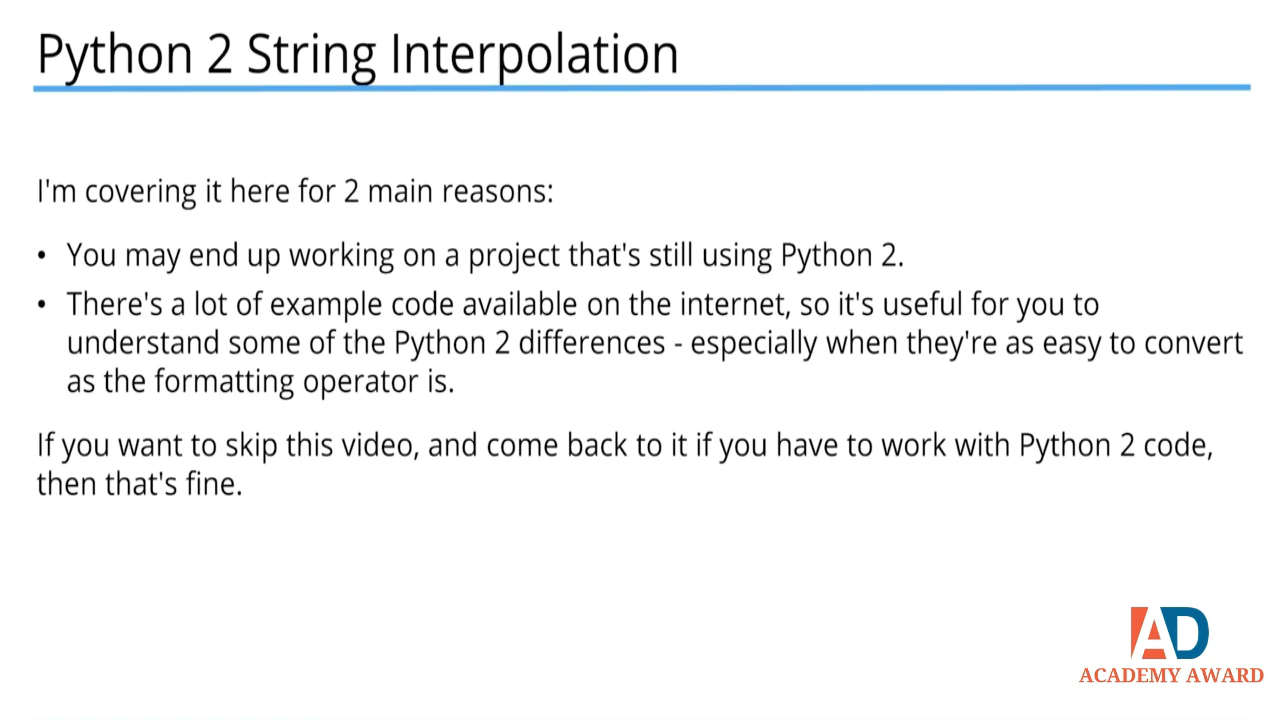 Python 2 String Interpolation
I'm covering it here for 2 main reasons:
• You may end up working on a project that's still using Python 2.
• There's a lot of example code available on the internet, so it's useful for you to
understand some of the Python 2 differences - especially when they're as easy to convert
as the formatting operator is.
If you want to skip this video, and come back to it if you have to work with Python 2 code,
then that's fine.
AD
ACADEMY AWARD